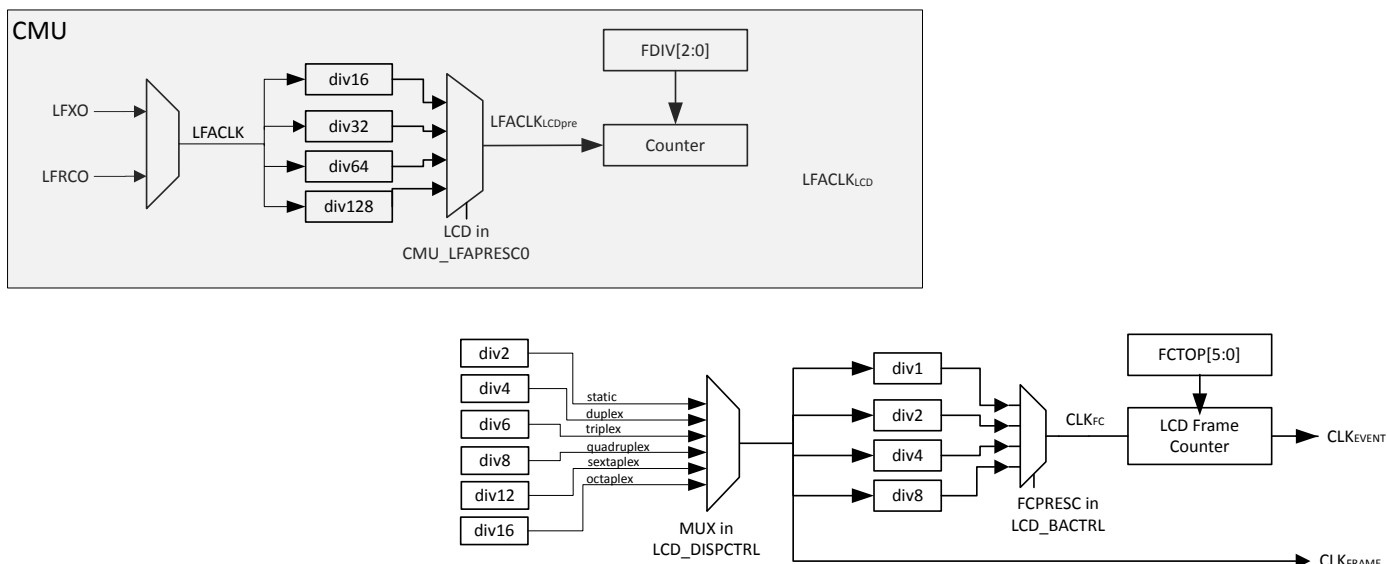 CMU
FDIV[2:0]
div16
LFXO
LFACLK
div32
LFACLKLCDpre
Counter
div64
LFRCO
LFACLKLCD
div128
LCD in
CMU_LFAPRESC0
div2
FCTOP[5:0]
div1
div4
static
duplex
div2
div6
triplex
CLKFC
LCD Frame
Counter
CLKEVENT
quadruplex
div8
div4
sextaplex
div12
octaplex
div8
FCPRESC in
LCD_BACTRL
div16
MUX in
LCD_DISPCTRL
CLKFRAME